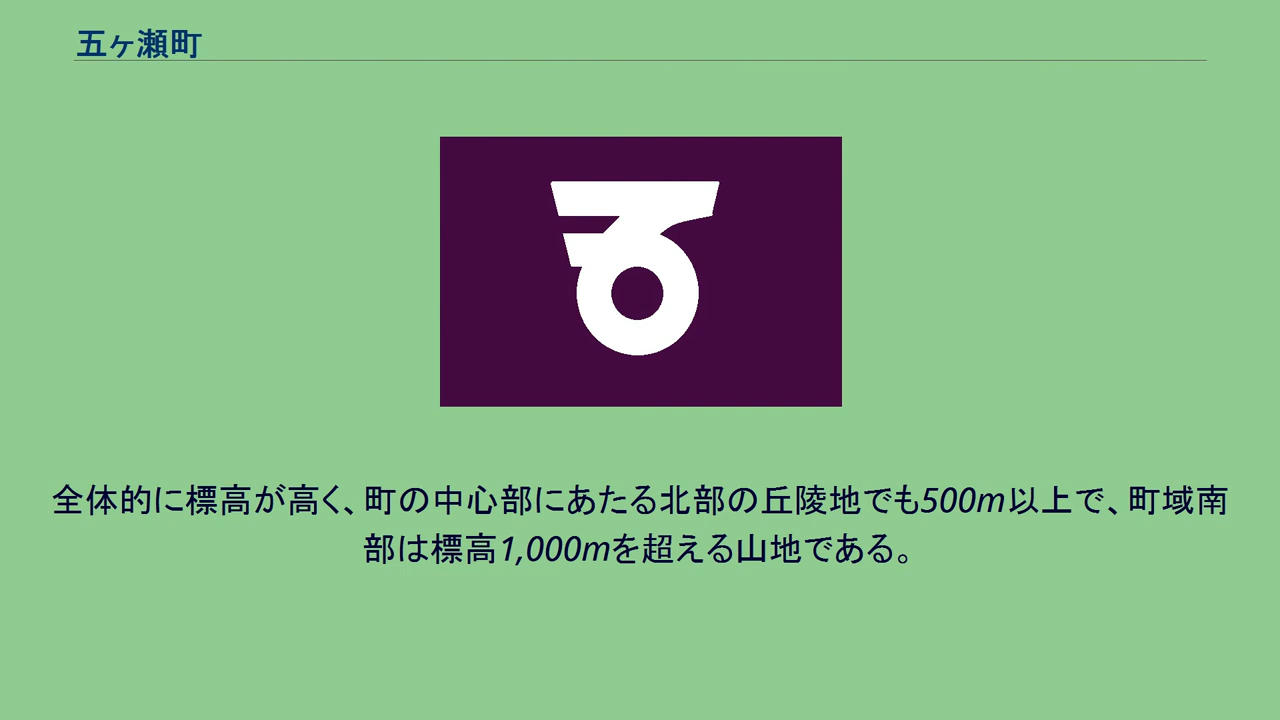 五ヶ瀬町
全体的に標高が高く、町の中心部にあたる北部の丘陵地でも500m以上で、町域南
部は標高1,000mを超える山地である。